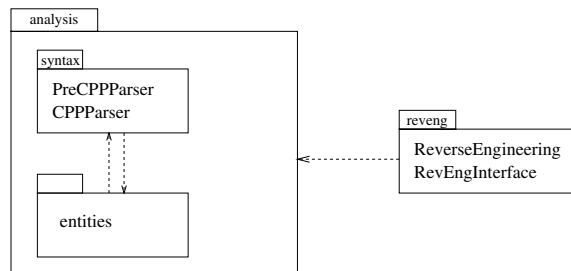 analysis
syntax
PreCPPParser
CPPParser
reveng
ReverseEngineering
RevEngInterface
entities